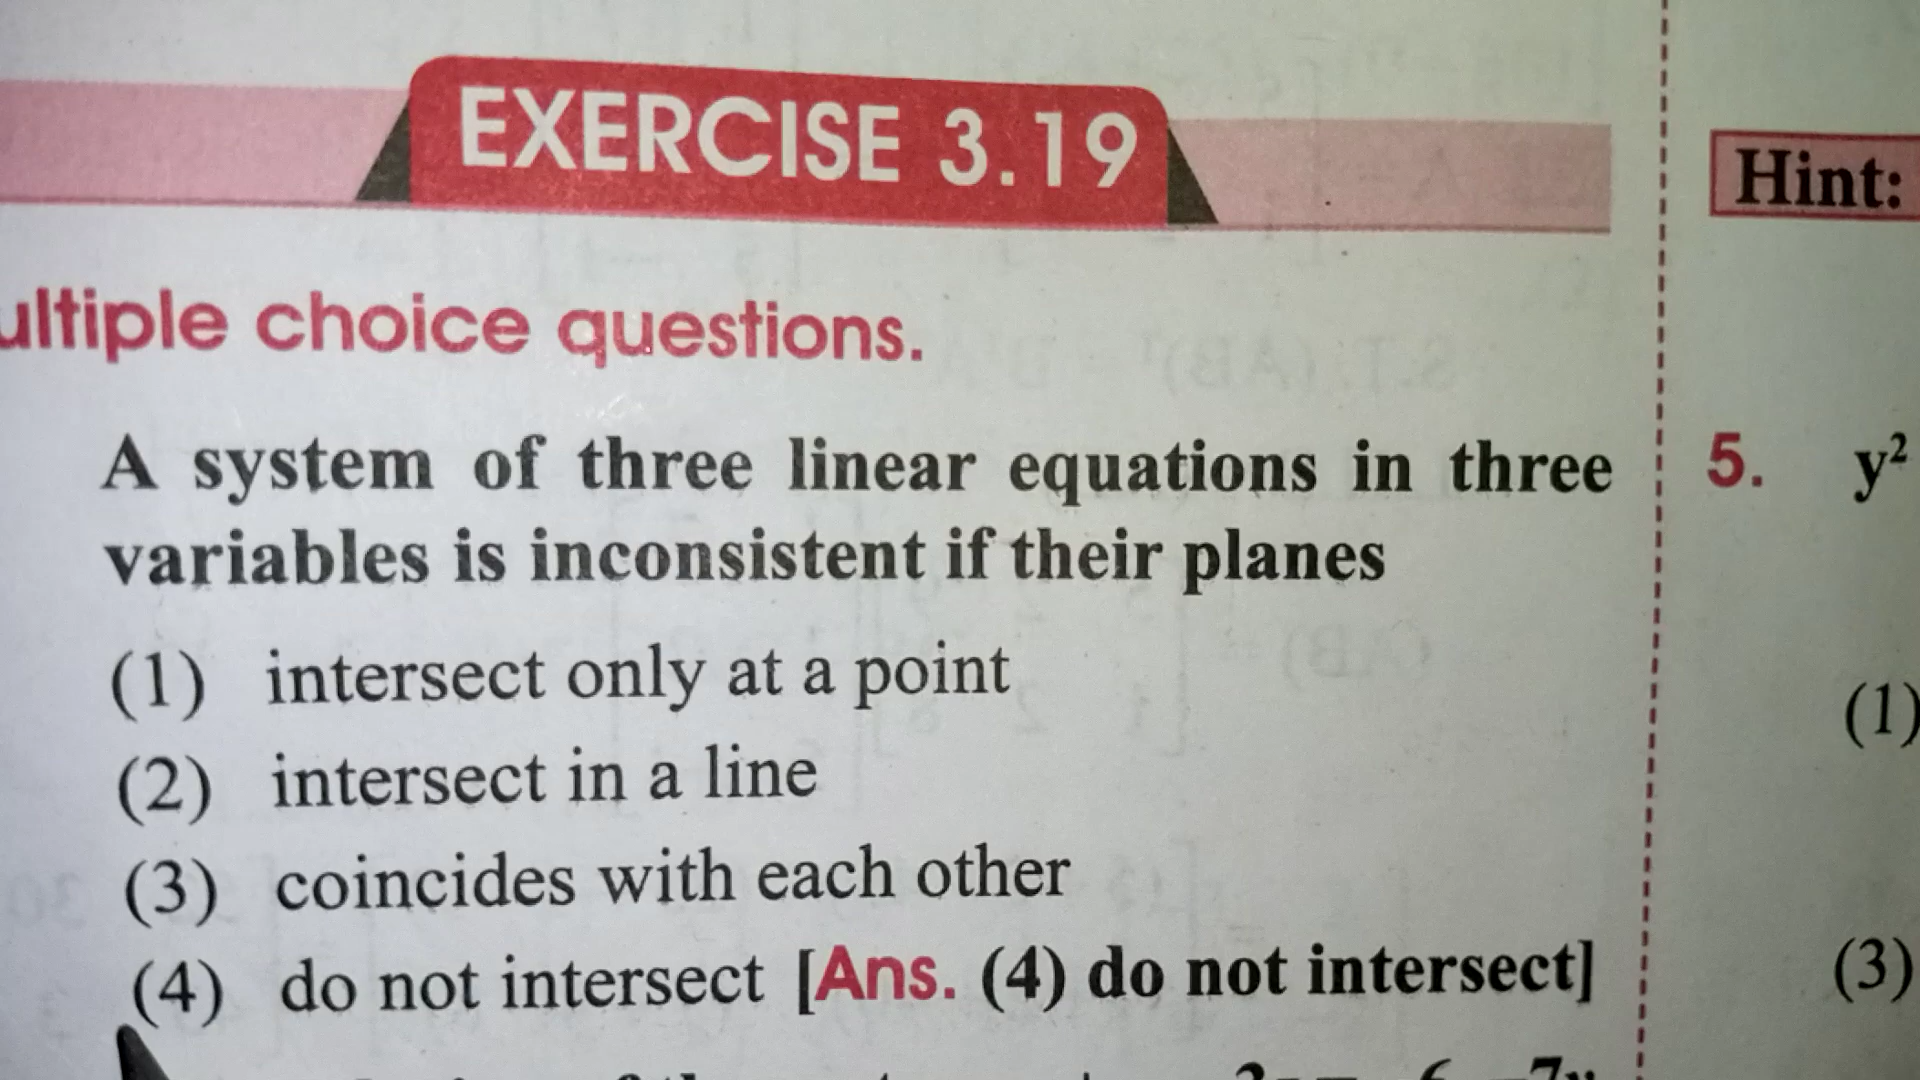 EXERCISE 3.19
Hint:
ultiple choice questions.
A system of three linear equations in three
variables is inconsistent if their planes
(1) intersect only at a point
(2) intersect in a line
(3) coincides with each other
(4) do not intersect [Ans. (4) do not intersect]
5. y²
(1)
(3)